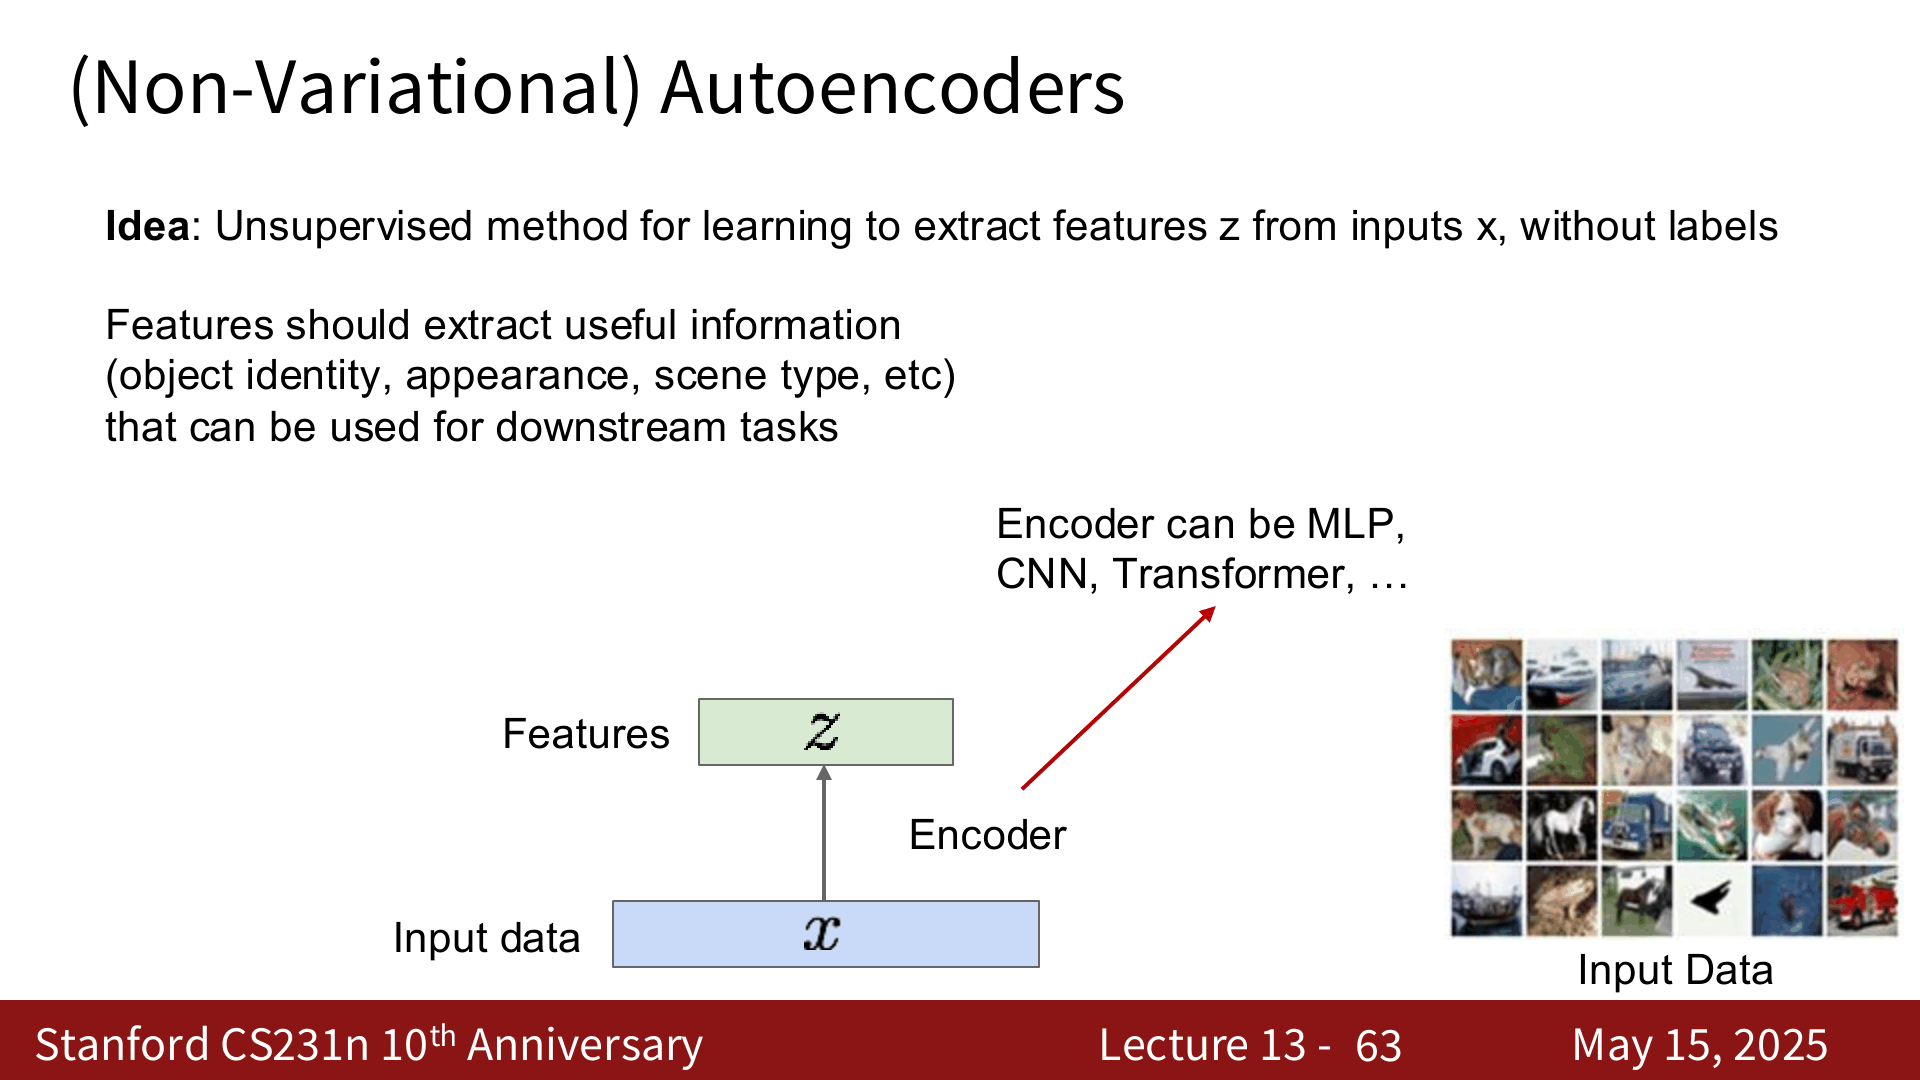 (Non-Variational) Autoencoders
Idea: Unsupervised method for learning to extract features z from inputs x, without labels
Features should extract useful information
(object identity, appearance, scene type, etc)
that can be used for downstream tasks
Encoder can be MLP,
CNN, Transformer, …
Features
z
Encoder
Input data
x
Input Data
Stanford CS231n 10th Anniversary
Lecture 13 - 63
May 15, 2025